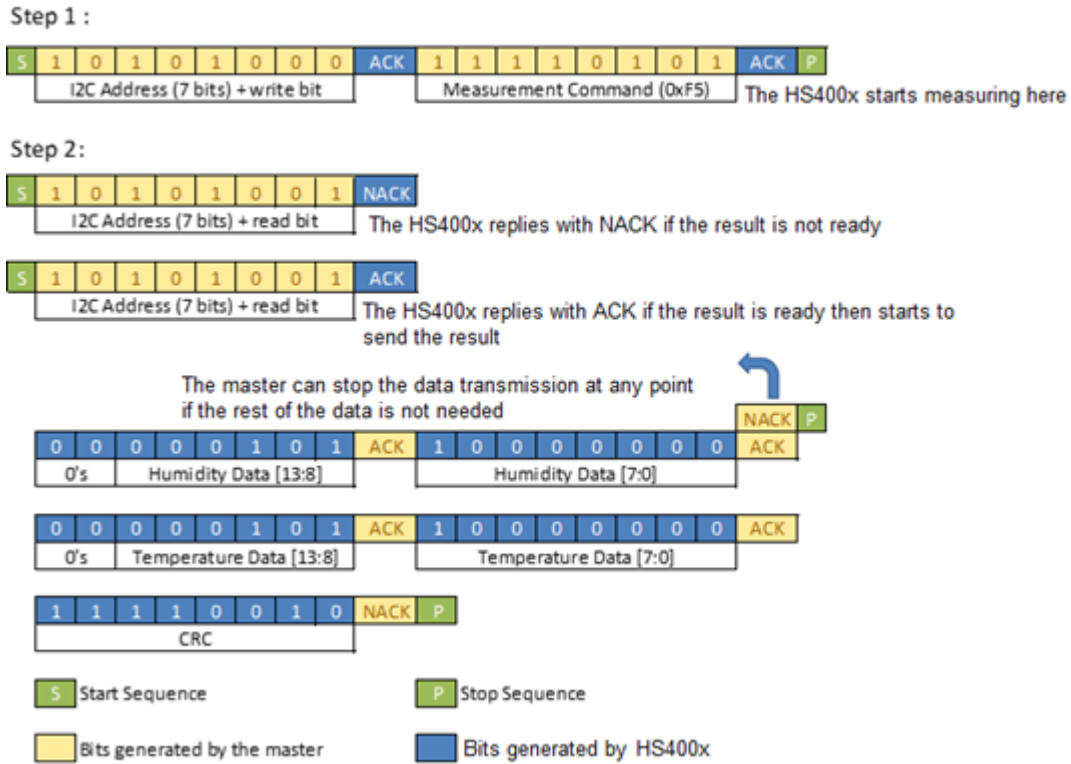 Step 1 :
S 1 0 1 0 1 0 0 0 ACK 1 1 1 1 0 1 0 1 ACK P
I2C Address (7 bits) + write bit Measurement Command (0xF5) The HS400x starts measuring here
Step 2:
S 1 0 1 0 1 0 0 1 NACK
I2C Address (7 bits) + read bit The HS400x replies with NACK if the result is not ready
S 1 0 1 0 1 0 0 1 ACK
I2C Address (7 bits) + read bit The HS400x replies with ACK if the result is ready then starts to
send the result
The master can stop the data transmission at any point
if the rest of the data is not needed
NACK P
0 0 0 0 0 1 0 1 ACK 1 0 0 0 0 0 0 0 ACK
0's Humidity Data [13:8] Humidity Data [7:0]
0 0 0 0 0 1 0 1 ACK 1 0 0 0 0 0 0 0 ACK
0's Temperature Data [13:8] Temperature Data [7:0]
1 1 1 1 0 0 1 0 NACK P
CRC
S Start Sequence P Stop Sequence
Bits generated by the master Bits generated by HS400x